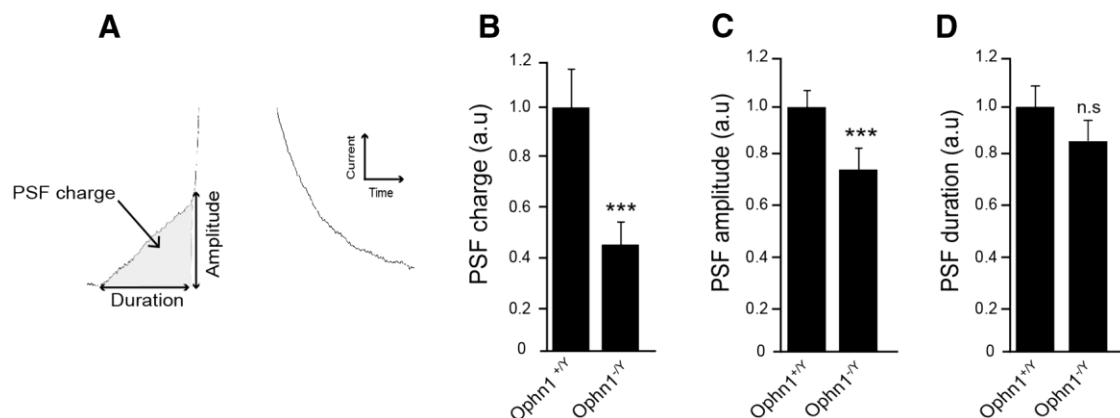 A
PSF charge
Amplitude
Duration
Current
Time
B
PSF charge (a.u)
1.2
1.0
0.8
0.6
0.4
0.2
0
***
Ophn1 +/Y
Ophn1 -/Y
C
PSF amplitude (a.u)
1.2
1.0
0.8
0.6
0.4
0.2
0
***
Ophn1 +/Y
Ophn1 -/Y
D
PSF duration (a.u)
1.2
1.0
0.8
0.6
0.4
0.2
0
n.s
Ophn1 +/Y
Ophn1 -/Y